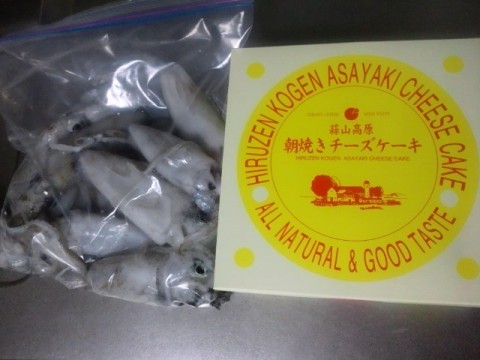 HIRUZEN KOGEN ASAYAKI CHEESE CAKE
蒜山高原
朝焼きチーズケーキ
HIRUZEN KOGEN ASAYAKI CHEESE CAKE
ALL NATURAL & GOOD TASTE